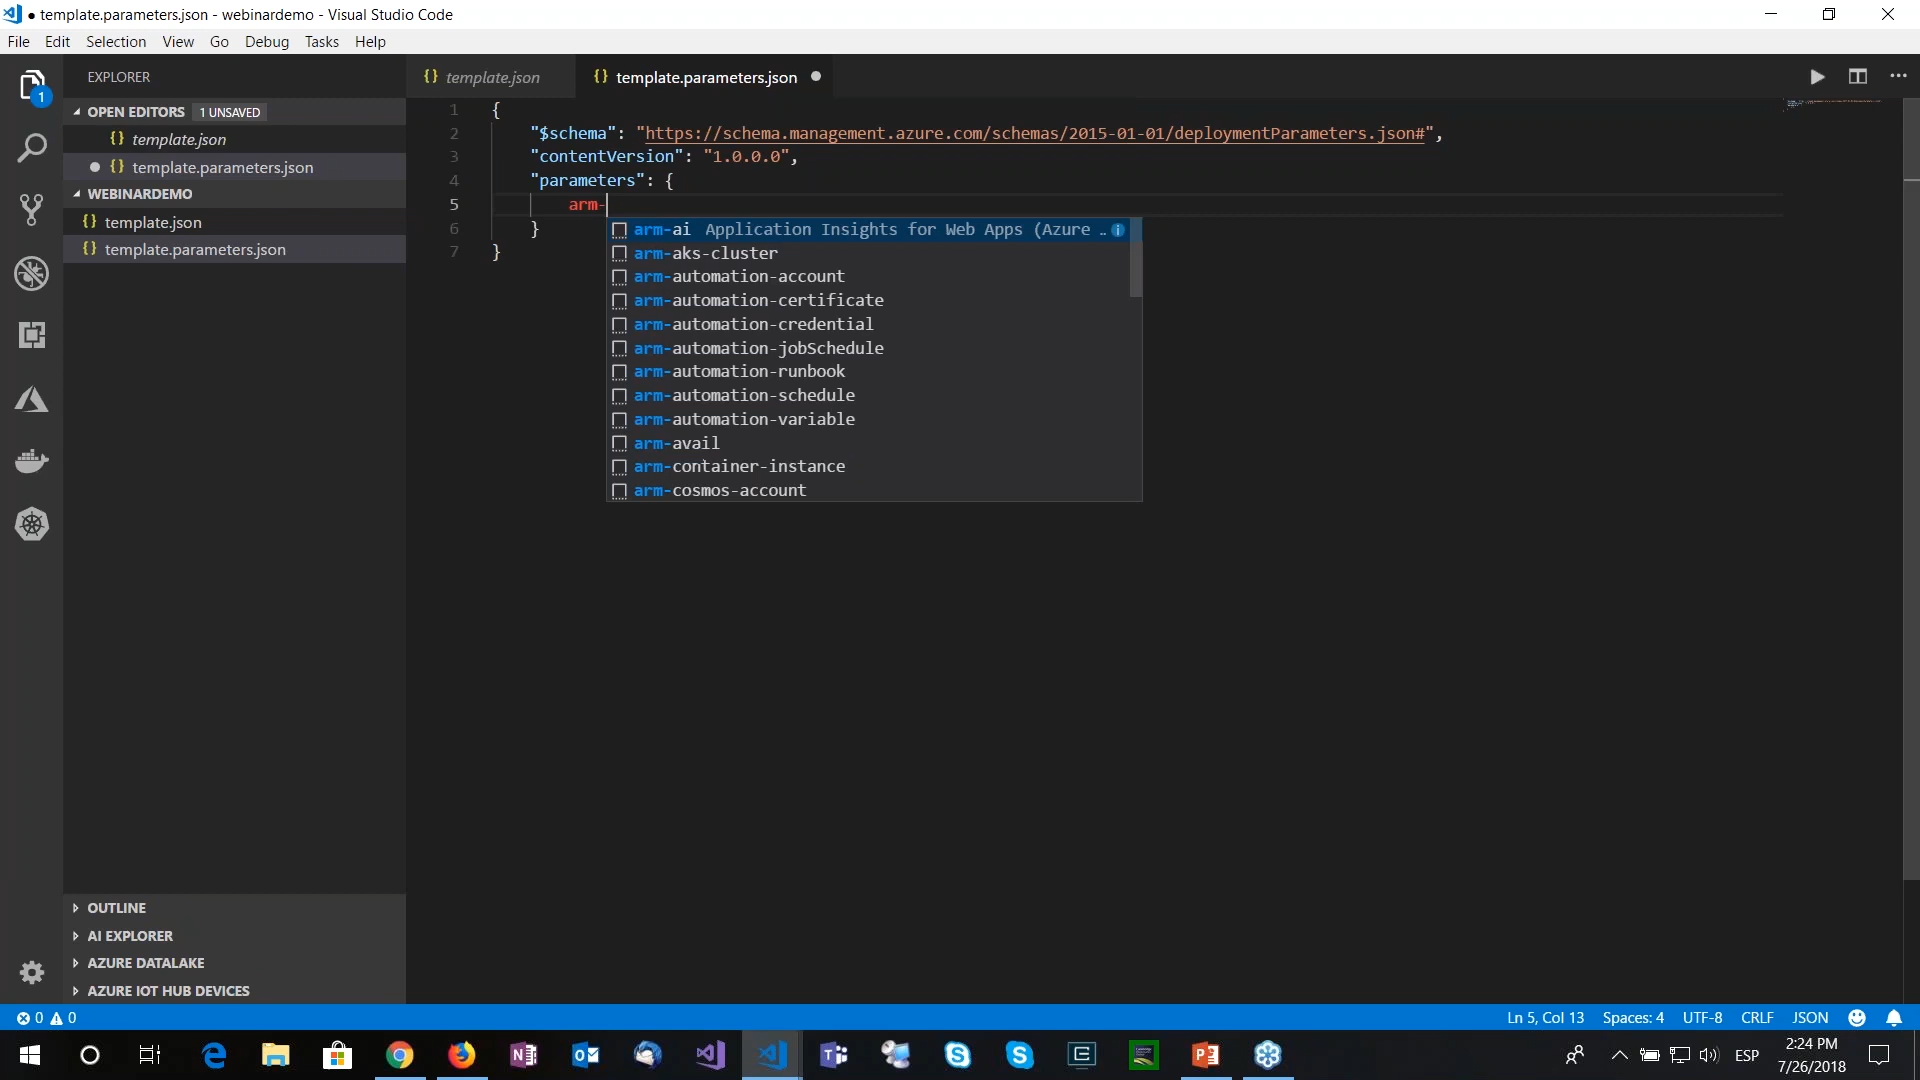 ● template.parameters.json - webinardemo - Visual Studio Code
File Edit Selection View Go Debug Tasks Help
EXPLORER
OPEN EDITORS 1 UNSAVED
{} template.json
● {} template.parameters.json
WEBINARDEMO
{} template.json
{} template.parameters.json
OUTLINE
AI EXPLORER
AZURE DATALAKE
AZURE IOT HUB DEVICES
{} template.json {} template.parameters.json ●
1 {
2 "$schema": "https://schema.management.azure.com/schemas/2015-01-01/deploymentParameters.json#",
3 "contentVersion": "1.0.0.0",
4 "parameters": {
5 arm-
6 }
7 }
arm-ai Application Insights for Web Apps (Azure ..
arm-aks-cluster
arm-automation-account
arm-automation-certificate
arm-automation-credential
arm-automation-jobSchedule
arm-automation-runbook
arm-automation-schedule
arm-automation-variable
arm-avail
arm-container-instance
arm-cosmos-account
1
0 0
Ln 5, Col 13 Spaces: 4 UTF-8 CRLF JSON
ESP
2:24 PM
7/26/2018